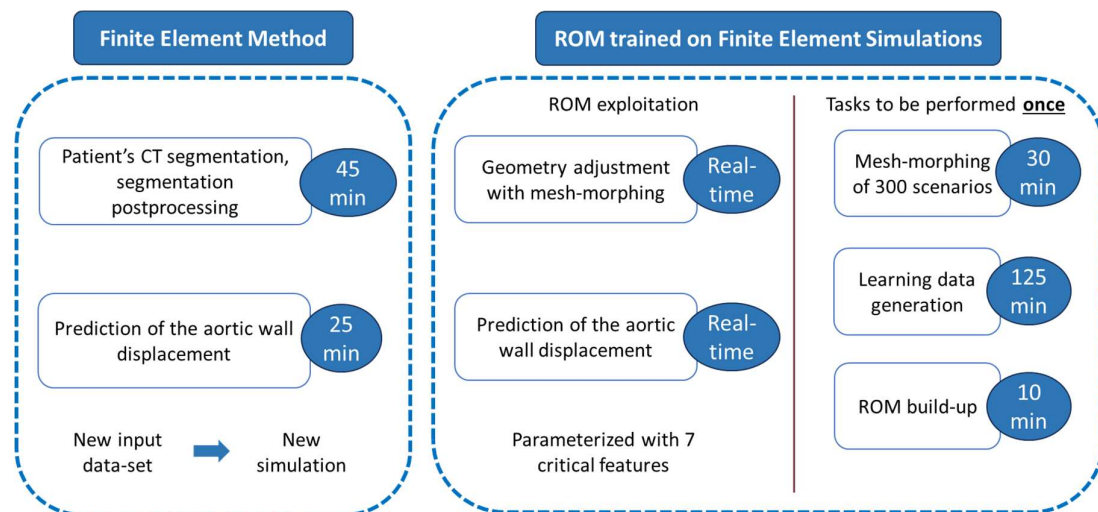 Finite Element Method
Patient's CT segmentation,
segmentation
postprocessing
45
min
Prediction of the aortic wall
displacement
25
min
New input
data-set
New
simulation
ROM trained on Finite Element Simulations
ROM exploitation
Geometry adjustment
with mesh-morphing
Real-
time
Prediction of the aortic
wall displacement
Real-
time
Parameterized with 7
critical features
Tasks to be performed once
Mesh-morphing
of 300 scenarios
30
min
Learning data
generation
125
min
ROM build-up
10
min